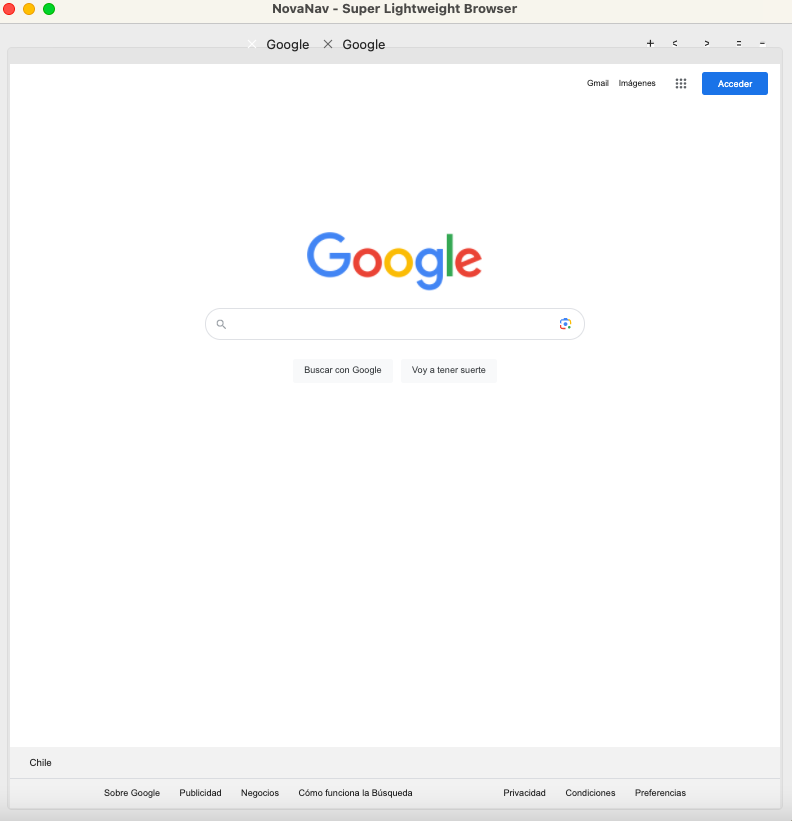 NovaNav - Super Lightweight Browser
× Google × Google + < > = -
Gmail Imágenes Acceder
Google
Buscar con Google Voy a tener suerte
Chile
Sobre Google Publicidad Negocios Cómo funciona la Búsqueda Privacidad Condiciones Preferencias